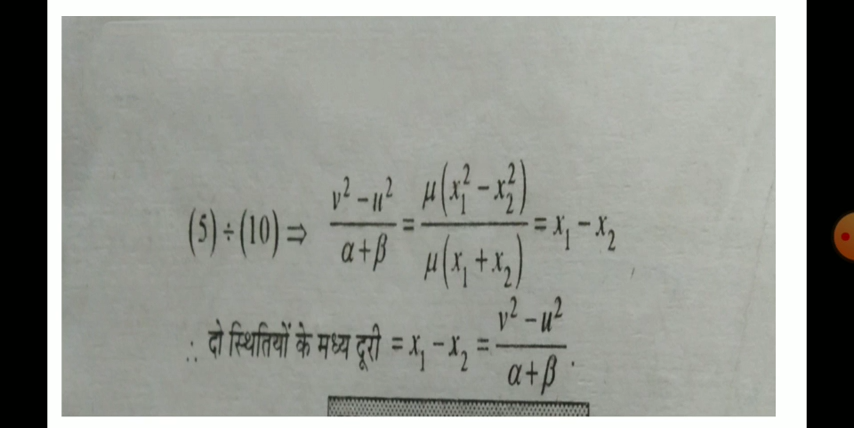 (5) ÷ (10) ⇒ (v² − u²)/(α + β) = μ(x₁² − x₂²)/μ(x₁ + x₂) = x₁ − x₂
∴ दो स्थितियों के मध्य दूरी = x₁ − x₂ = (v² − u²)/(α + β).